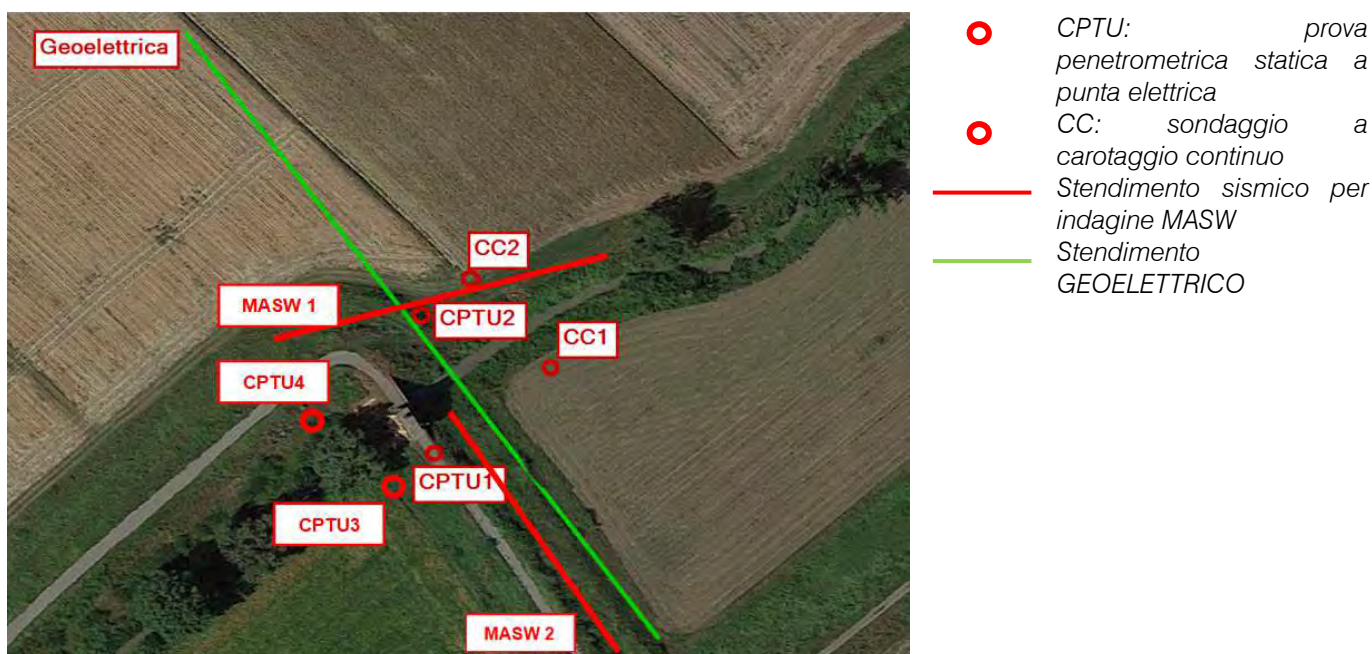 Geoelettrica
CC2
MASW 1
CPTU2
CC1
CPTU4
CPTU1
CPTU3
MASW 2
CPTU: prova
penetrometrica statica a
punta elettrica
CC: sondaggio a
carotaggio continuo
Stendimento sismico per
indagine MASW
Stendimento
GEOELETTRICO